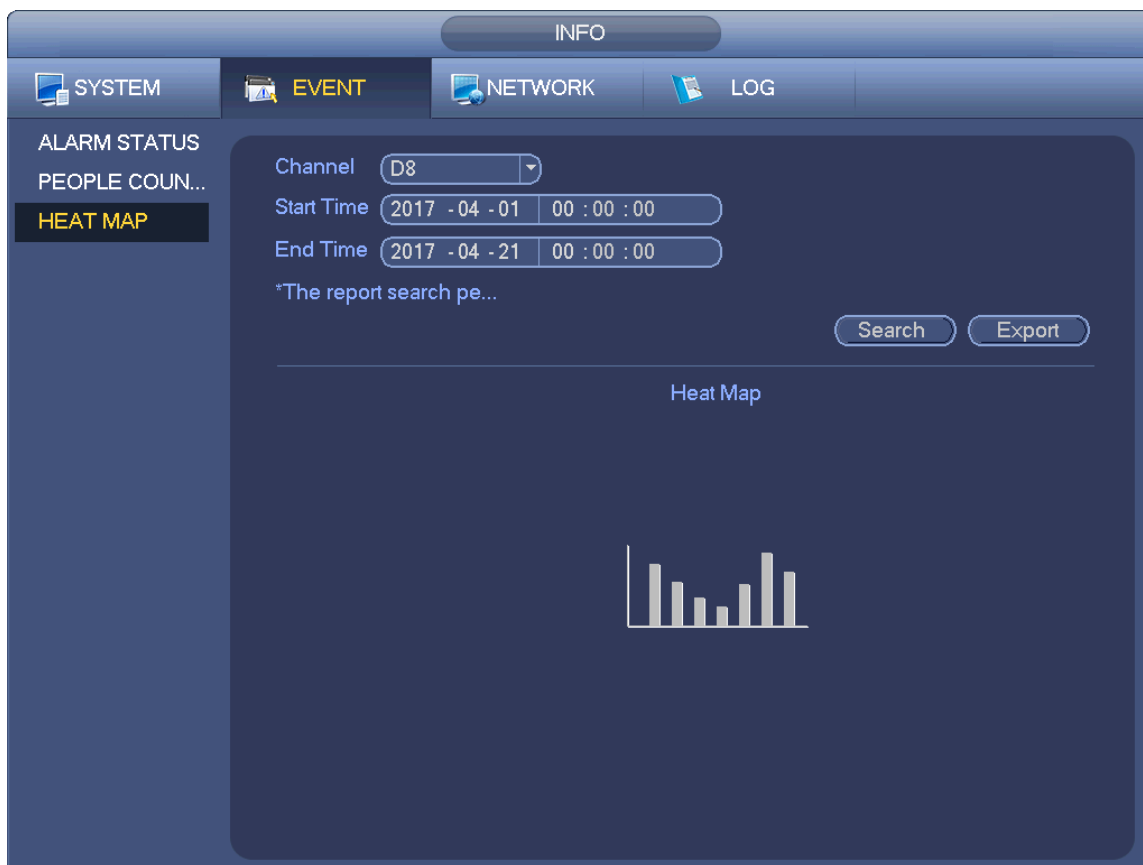 INFO
SYSTEM EVENT NETWORK LOG
ALARM STATUS
PEOPLE COUN...
HEAT MAP
Channel D8
Start Time 2017 - 04 - 01 00 : 00 : 00
End Time 2017 - 04 - 21 00 : 00 : 00
*The report search pe...
Search Export
Heat Map